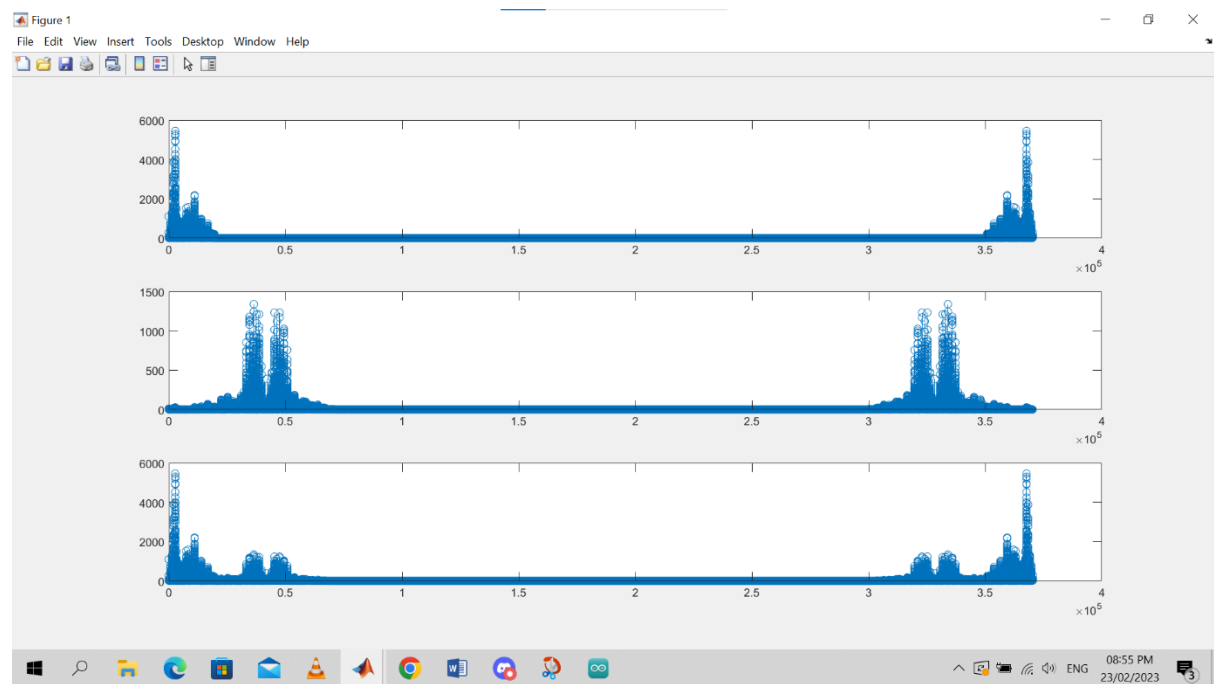 Figure 1
File Edit View Insert Tools Desktop Window Help
6000
4000
2000
0
0 0.5 1 1.5 2 2.5 3 3.5 4
×10^5
1500
1000
500
0
0 0.5 1 1.5 2 2.5 3 3.5 4
×10^5
6000
4000
2000
0
0 0.5 1 1.5 2 2.5 3 3.5 4
×10^5
ENG
08:55 PM
23/02/2023
3